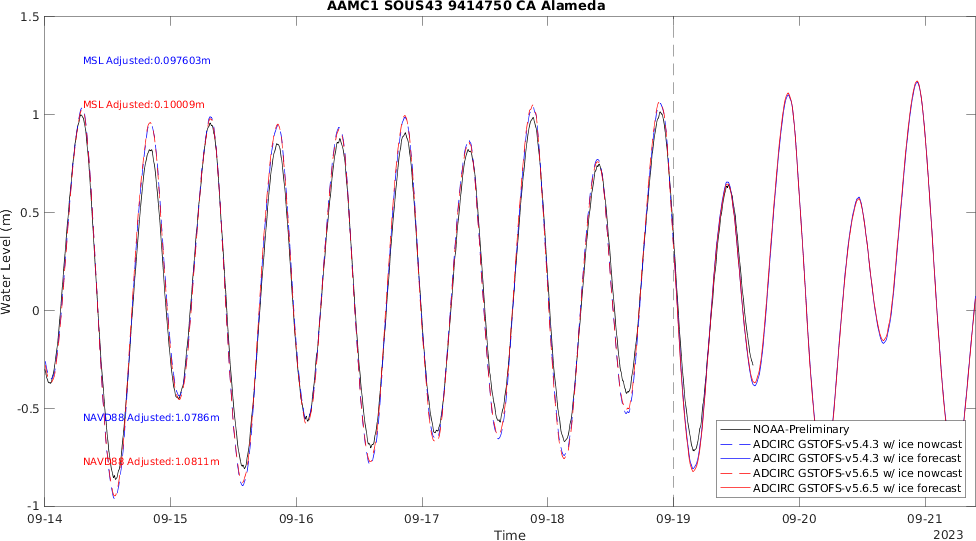 AAMC1 SOUS43 9414750 CA Alameda
1.5
MSL Adjusted:0.097603m
MSL Adjusted:0.10009m
1
0.5
Water Level (m)
0
-0.5
NAVD88 Adjusted:1.0786m
NAVD88 Adjusted:1.0811m
-1
NOAA-Preliminary
ADCIRC GSTOFS-v5.4.3 w/ ice nowcast
ADCIRC GSTOFS-v5.4.3 w/ ice forecast
ADCIRC GSTOFS-v5.6.5 w/ ice nowcast
ADCIRC GSTOFS-v5.6.5 w/ ice forecast
09-14 09-15 09-16 09-17 09-18 09-19 09-20 09-21
Time
2023